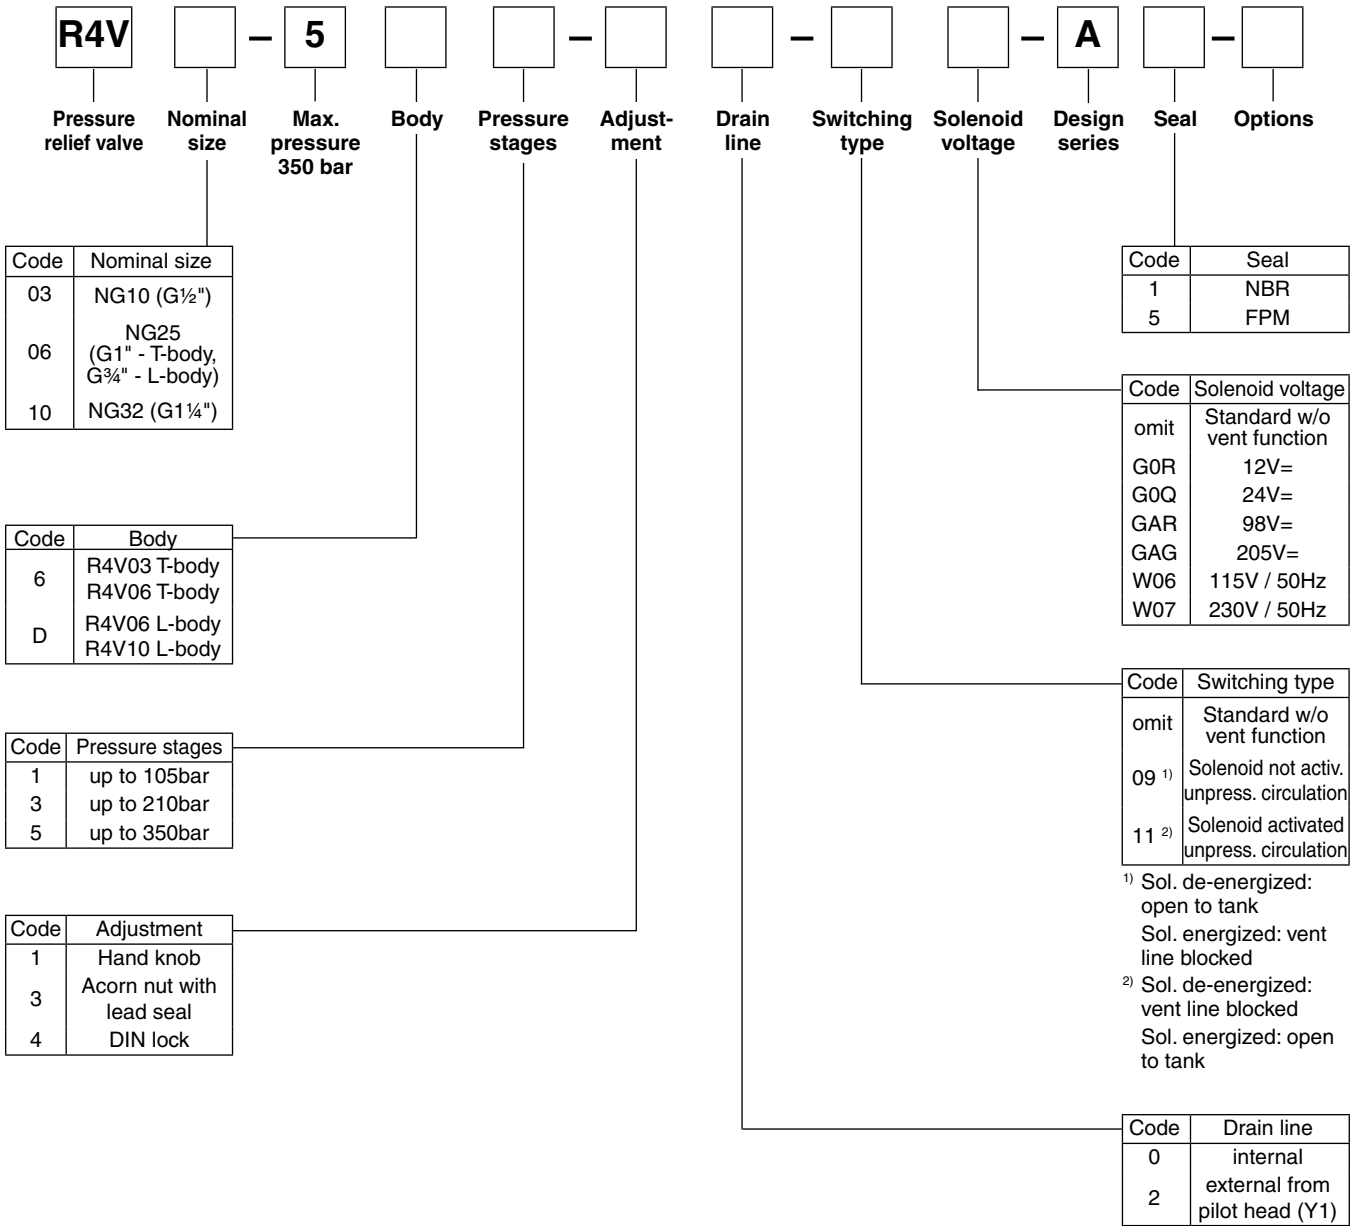 R4V – 5 – – – A –
Pressure relief valve
Nominal size
Max. pressure 350 bar
Body
Pressure stages
Adjust-ment
Drain line
Switching type
Solenoid voltage
Design series
Seal
Options
Code Nominal size
03 NG10 (G½")
06 NG25
(G1" - T-body,
G¾" - L-body)
10 NG32 (G1¼")
Code Body
6 R4V03 T-body
R4V06 T-body
D R4V06 L-body
R4V10 L-body
Code Pressure stages
1 up to 105bar
3 up to 210bar
5 up to 350bar
Code Adjustment
1 Hand knob
3 Acorn nut with
lead seal
4 DIN lock
Code Seal
1 NBR
5 FPM
Code Solenoid voltage
omit Standard w/o
vent function
G0R 12V=
G0Q 24V=
GAR 98V=
GAG 205V=
W06 115V / 50Hz
W07 230V / 50Hz
Code Switching type
omit Standard w/o
vent function
09 1) Solenoid not activ.
unpress. circulation
11 2) Solenoid activated
unpress. circulation
1) Sol. de-energized:
open to tank
Sol. energized: vent
line blocked
2) Sol. de-energized:
vent line blocked
Sol. energized: open
to tank
Code Drain line
0 internal
2 external from
pilot head (Y1)